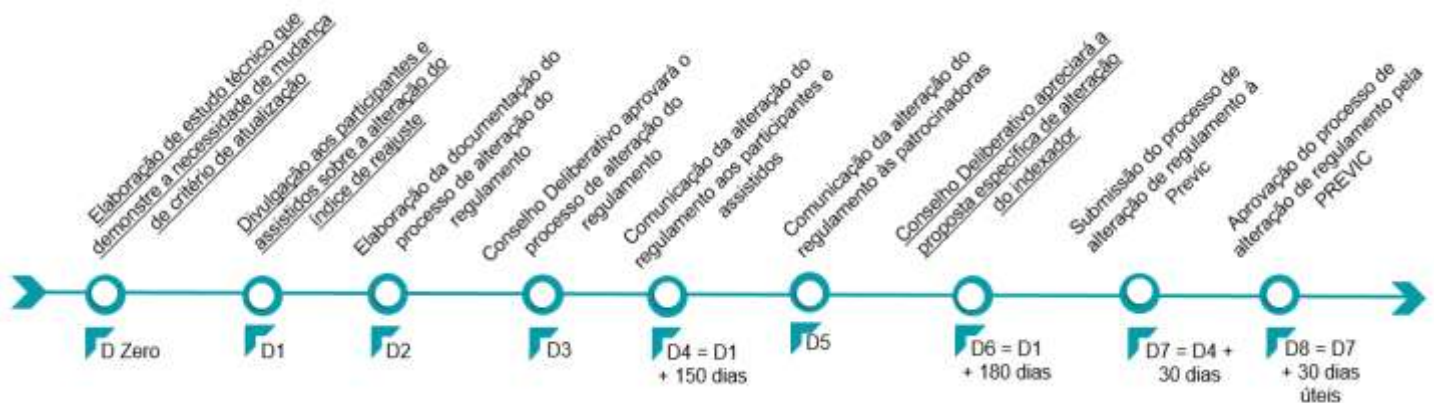 Elaboração de estudo técnico que
demonstre a necessidade de mudança
de critério de atualização
Divulgação aos participantes e
assistidos sobre a alteração do
índice de reajuste
Elaboração da documentação do
processo de alteração do
regulamento
Conselho Deliberativo aprovará o
processo de alteração do
regulamento
Comunicação da alteração do
regulamento aos participantes e
assistidos
Comunicação da alteração do
regulamento às patrocinadoras
Conselho Deliberativo apreciará a
proposta específica de alteração
do indexador
Submissão do processo de
alteração de regulamento à
Previc
Aprovação do processo de
alteração de regulamento pela
PREVIC
D Zero
D1
D2
D3
D4 = D1
+ 150 dias
D5
D6 = D1
+ 180 dias
D7 = D4 +
30 dias
D8 = D7
+ 30 dias
úteis